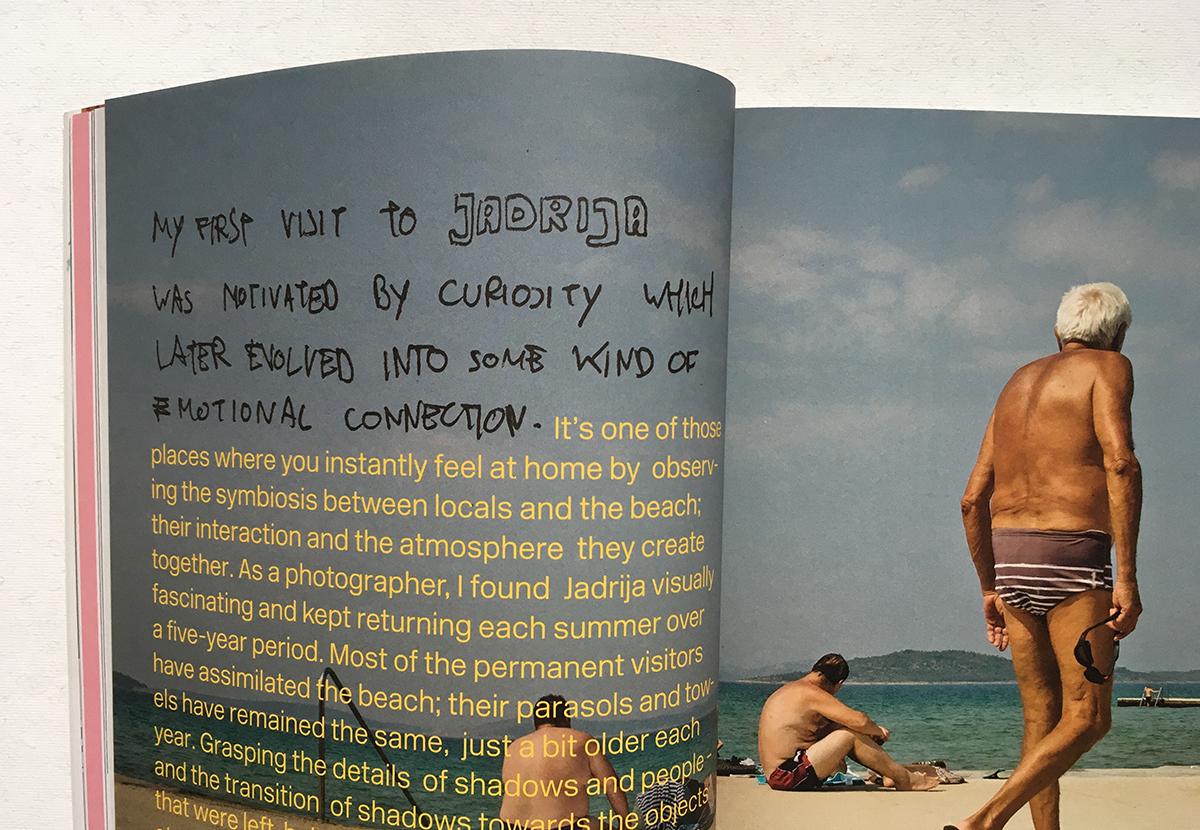 MY FIRST VISIT TO JADRIJA
WAS MOTIVATED BY CURIOSITY WHICH
LATER EVOLVED INTO SOME KIND OF
EMOTIONAL CONNECTION. It's one of those
places where you instantly feel at home by observ-
ing the symbiosis between locals and the beach;
their interaction and the atmosphere they create
together. As a photographer, I found Jadrija visually
fascinating and kept returning each summer over
a five-year period. Most of the permanent visitors
have assimilated the beach; their parasols and tow-
els have remained the same, just a bit older each
year. Grasping the details of shadows and people –
and the transition of shadows towards the objects
that were left